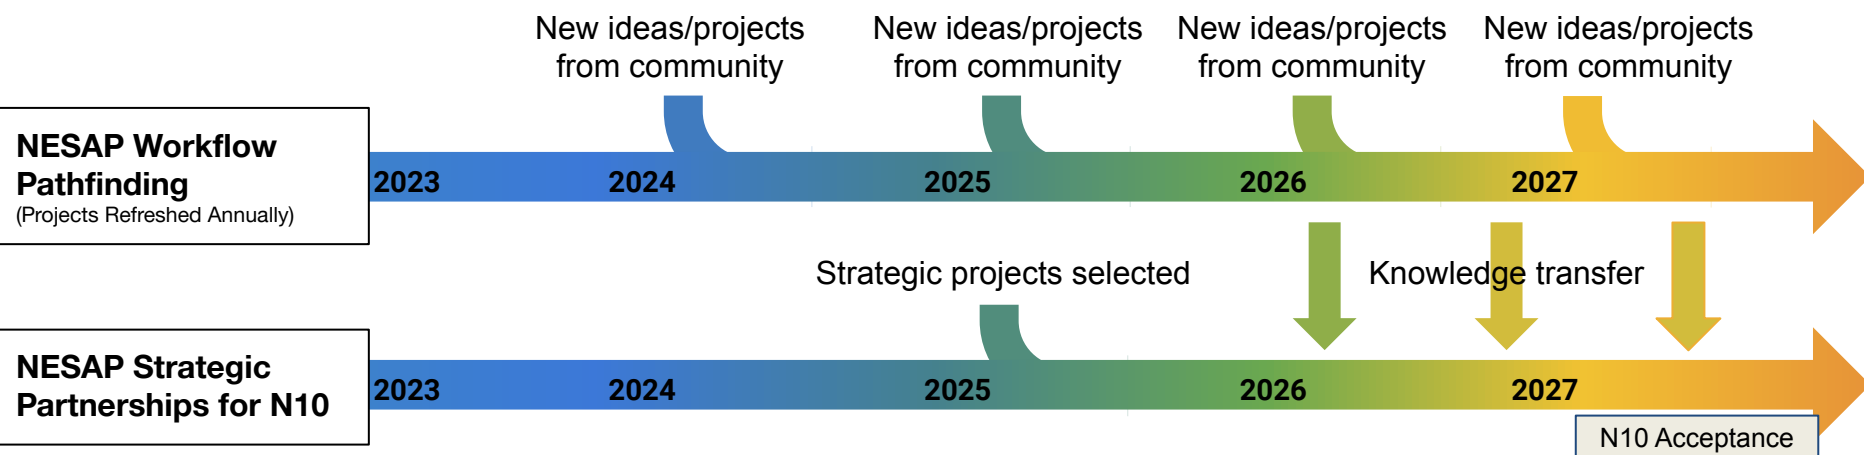 New ideas/projects
from community
New ideas/projects
from community
New ideas/projects
from community
New ideas/projects
from community
NESAP Workflow
Pathfinding
(Projects Refreshed Annually)
2023 2024 2025 2026 2027
Strategic projects selected
Knowledge transfer
NESAP Strategic
Partnerships for N10
2023 2024 2025 2026 2027
N10 Acceptance